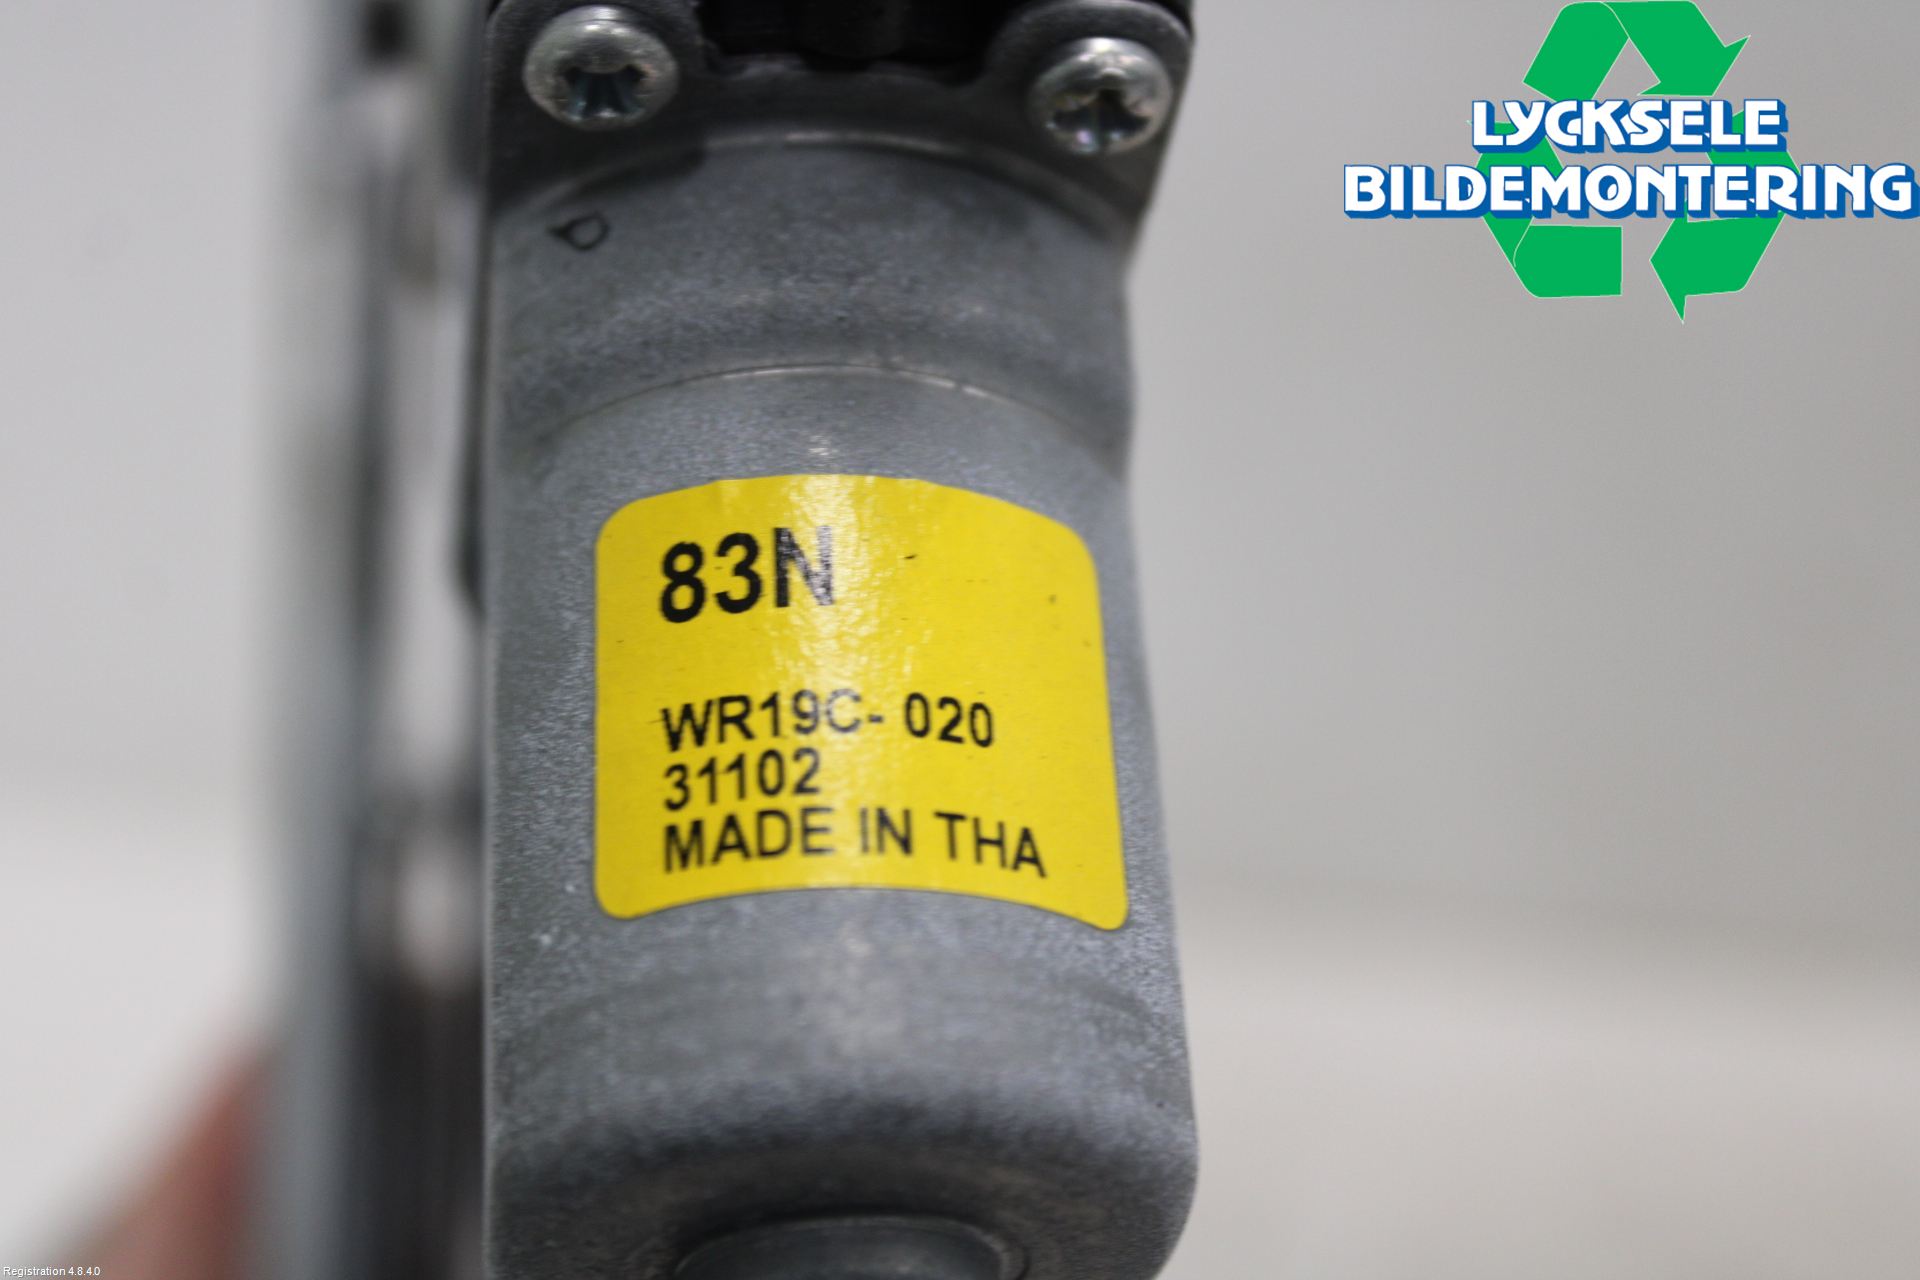 LYCKSELE
BILDEMONTERING
83N
WR19C- 020
31102
MADE IN THA
Registration 4.8.4.0